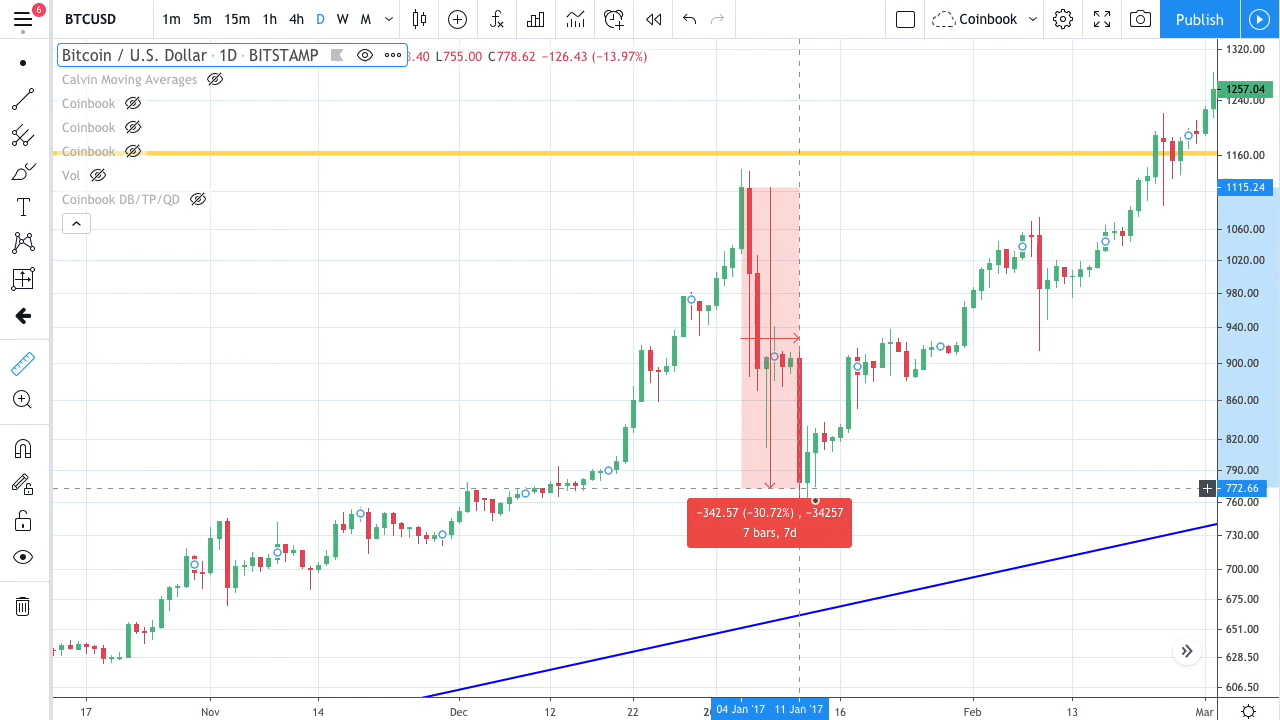 6
BTCUSD
1m 5m 15m 1h 4h D W M
Coinbook
Publish
Bitcoin / U.S. Dollar · 1D · BITSTAMP
3.40 L755.00 C778.62 −126.43 (−13.97%)
Calvin Moving Averages
Coinbook
Coinbook
Coinbook
Vol
Coinbook DB/TP/QD
1320.00
1257.04
1240.00
1160.00
1115.24
1060.00
1020.00
980.00
940.00
900.00
860.00
820.00
790.00
772.66
760.00
730.00
700.00
675.00
651.00
628.50
606.50
−342.57 (−30.72%) , −34257
7 bars, 7d
17 Nov 14 Dec 12 22 04 Jan '17 11 Jan '17 16 Feb 13 Mar